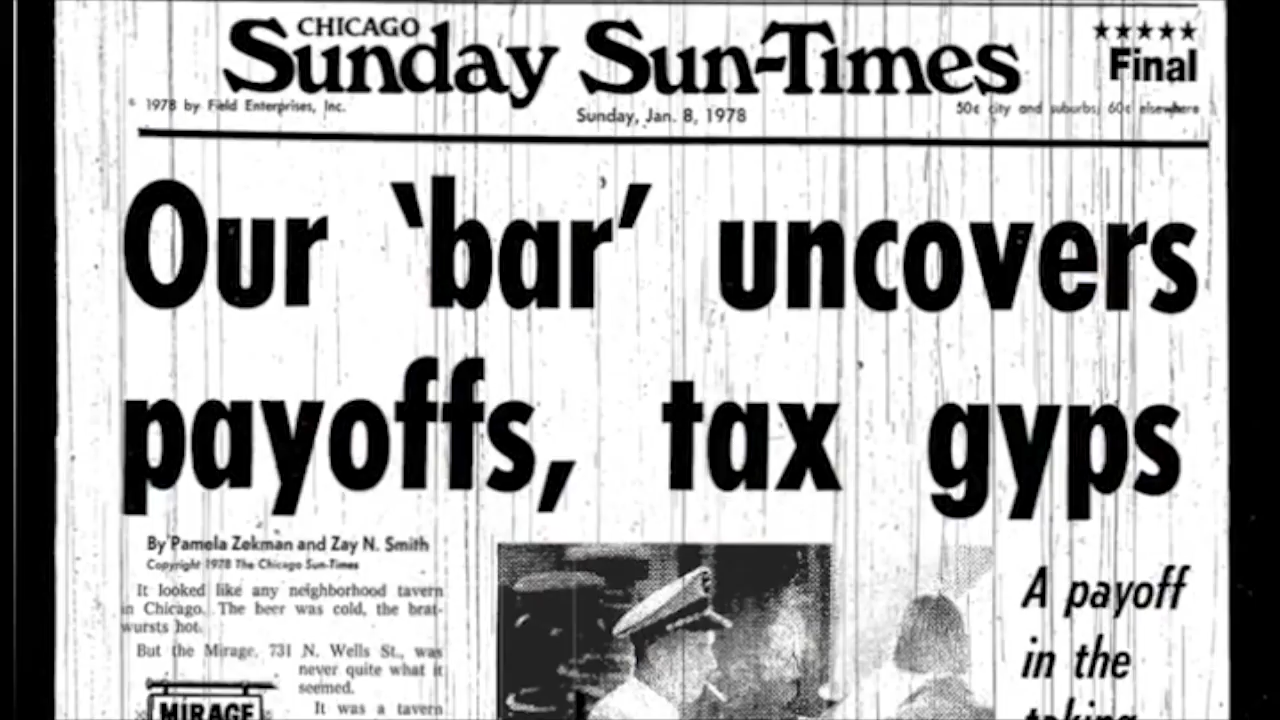 CHICAGO
Sunday Sun-Times
★★★★★
Final
© 1978 by Field Enterprises, Inc.
Sunday, Jan. 8, 1978
50¢ city and suburbs; 60¢ elsewhere
Our ‘bar’ uncovers
payoffs, tax gyps
By Pamela Zekman and Zay N. Smith
Copyright 1978 The Chicago Sun-Times
It looked like any neighborhood tavern
in Chicago. The beer was cold, the brat-
wursts hot.
But the Mirage, 731 N. Wells St., was
never quite what it
seemed.
It was a tavern
MIRAGE
A payoff
in the
taking